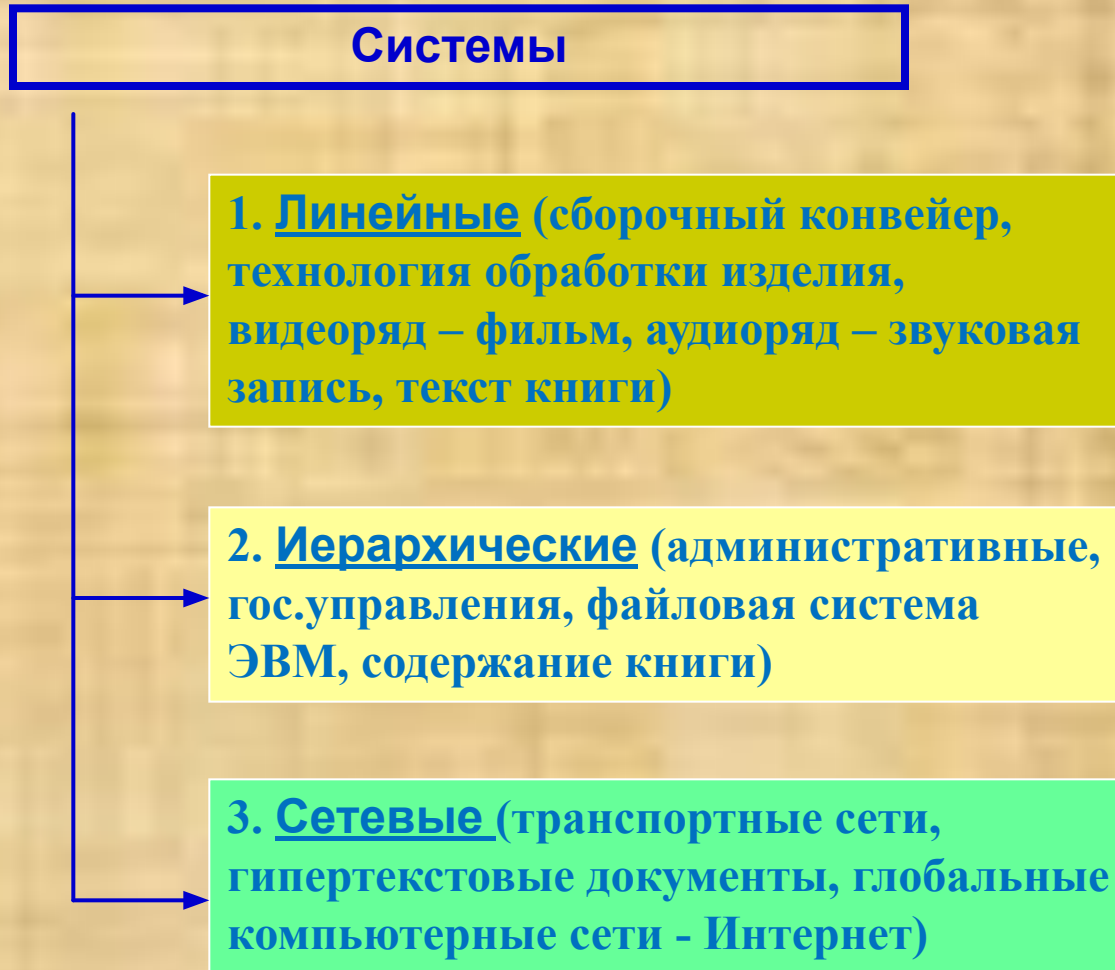 Системы
1. Линейные (сборочный конвейер,
технология обработки изделия,
видеоряд – фильм, аудиоряд – звуковая
запись, текст книги)
2. Иерархические (административные,
гос.управления, файловая система
ЭВМ, содержание книги)
3. Сетевые (транспортные сети,
гипертекстовые документы, глобальные
компьютерные сети - Интернет)